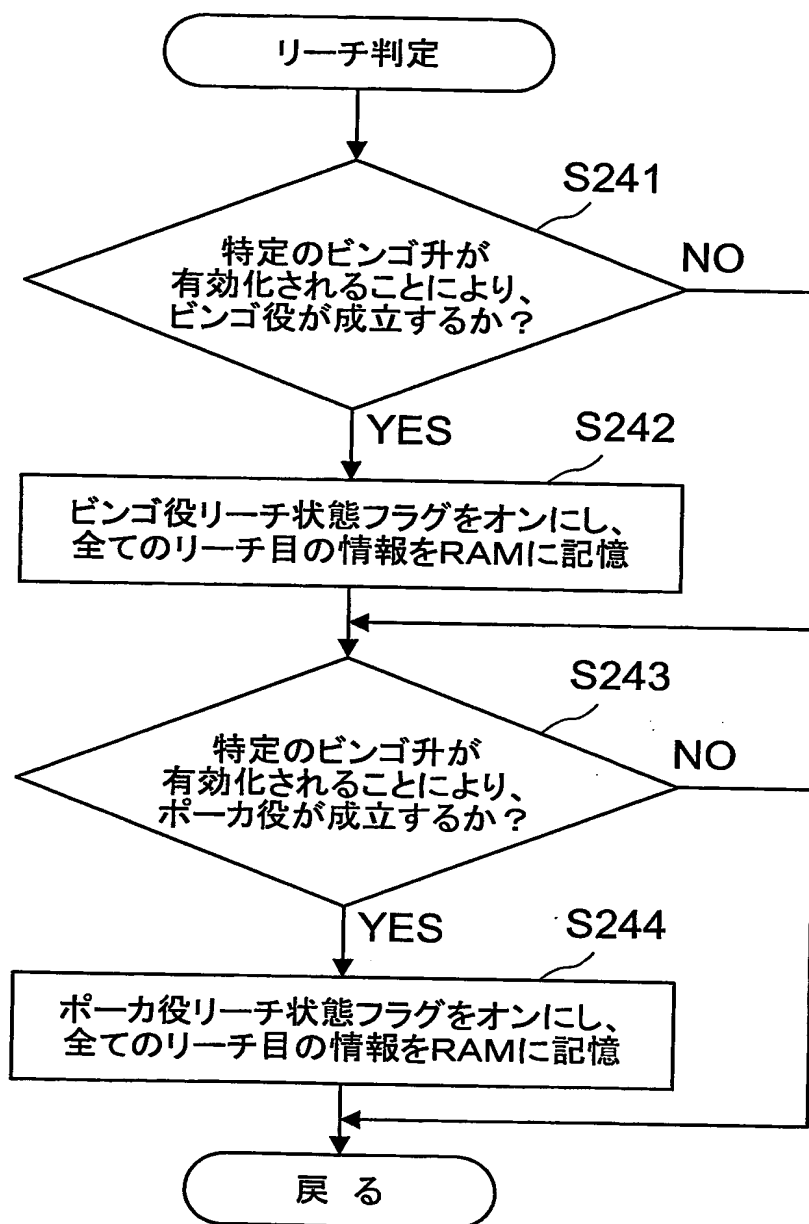 リーチ判定
S241
特定のビンゴ升が
有効化されることにより、
ビンゴ役が成立するか？
NO
YES
S242
ビンゴ役リーチ状態フラグをオンにし、
全てのリーチ目の情報をRAMに記憶
S243
特定のビンゴ升が
有効化されることにより、
ポーカ役が成立するか？
NO
YES
S244
ポーカ役リーチ状態フラグをオンにし、
全てのリーチ目の情報をRAMに記憶
戻る